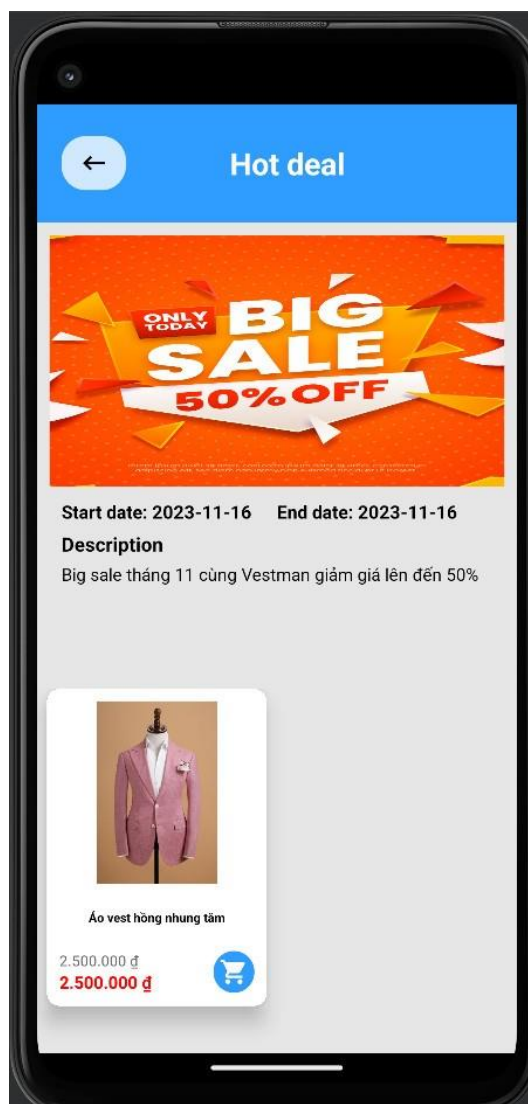 Hot deal
ONLY
TODAY
BIG
SALE
50% OFF
Start date: 2023-11-16 End date: 2023-11-16
Description
Big sale tháng 11 cùng Vestman giảm giá lên đến 50%
Áo vest hồng nhung tăm
2.500.000 ₫
2.500.000 ₫